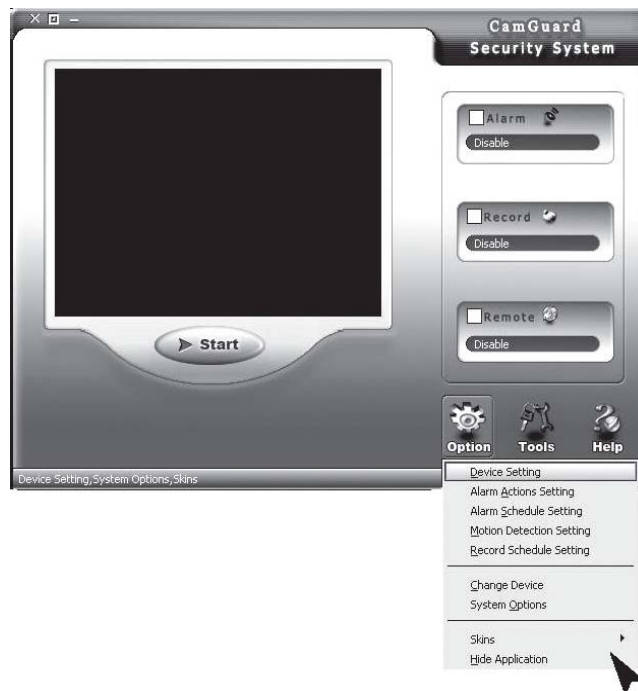 CamGuard
Security System
Alarm
Disable
Record
Disable
Remote
Disable
Start
Option Tools Help
Device Setting,System Options,Skins
Device Setting
Alarm Actions Setting
Alarm Schedule Setting
Motion Detection Setting
Record Schedule Setting
Change Device
System Options
Skins
Hide Application